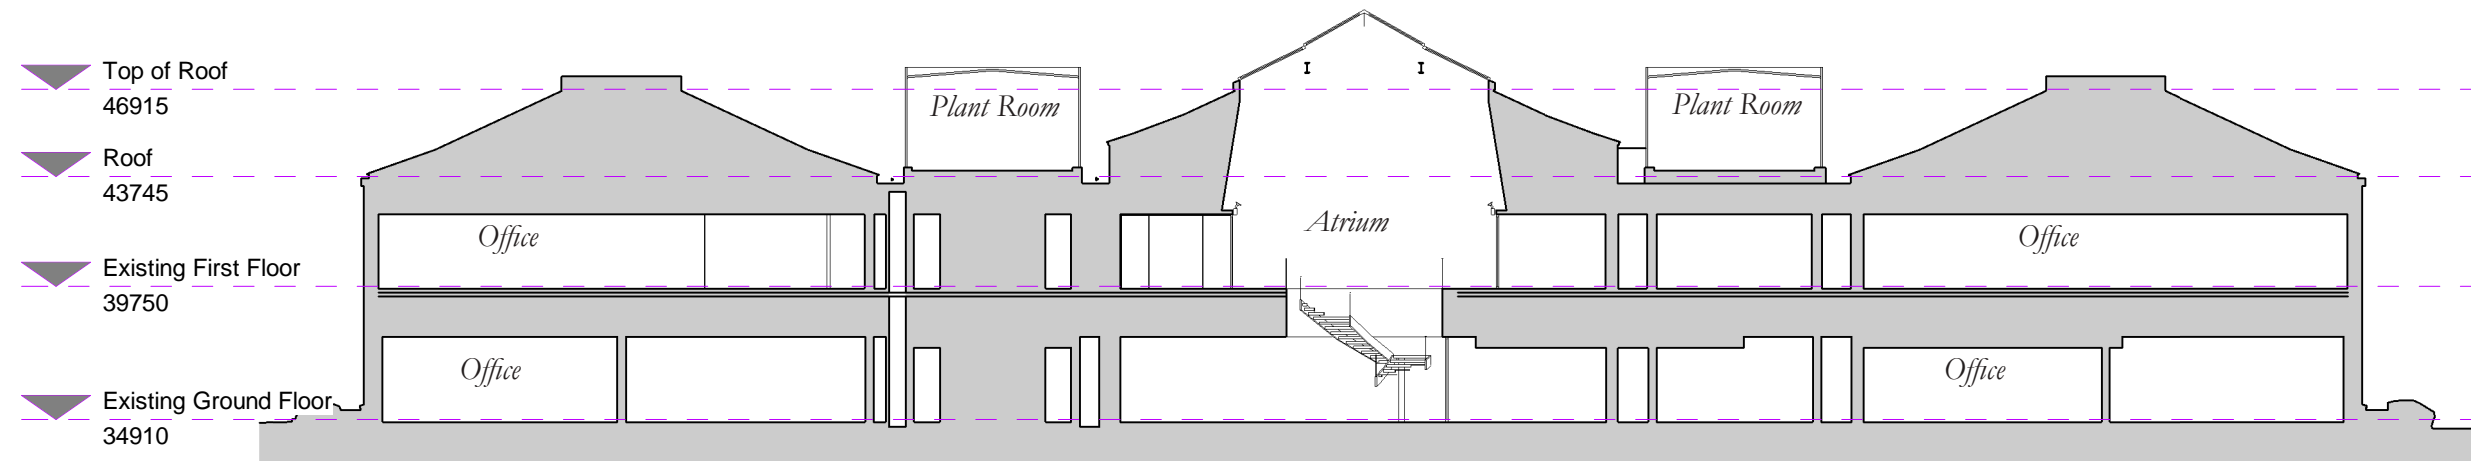 Top of Roof
46915
Plant Room
Plant Room
Roof
43745
Office
Atrium
Office
Existing First Floor
39750
Office
Office
Existing Ground Floor
34910